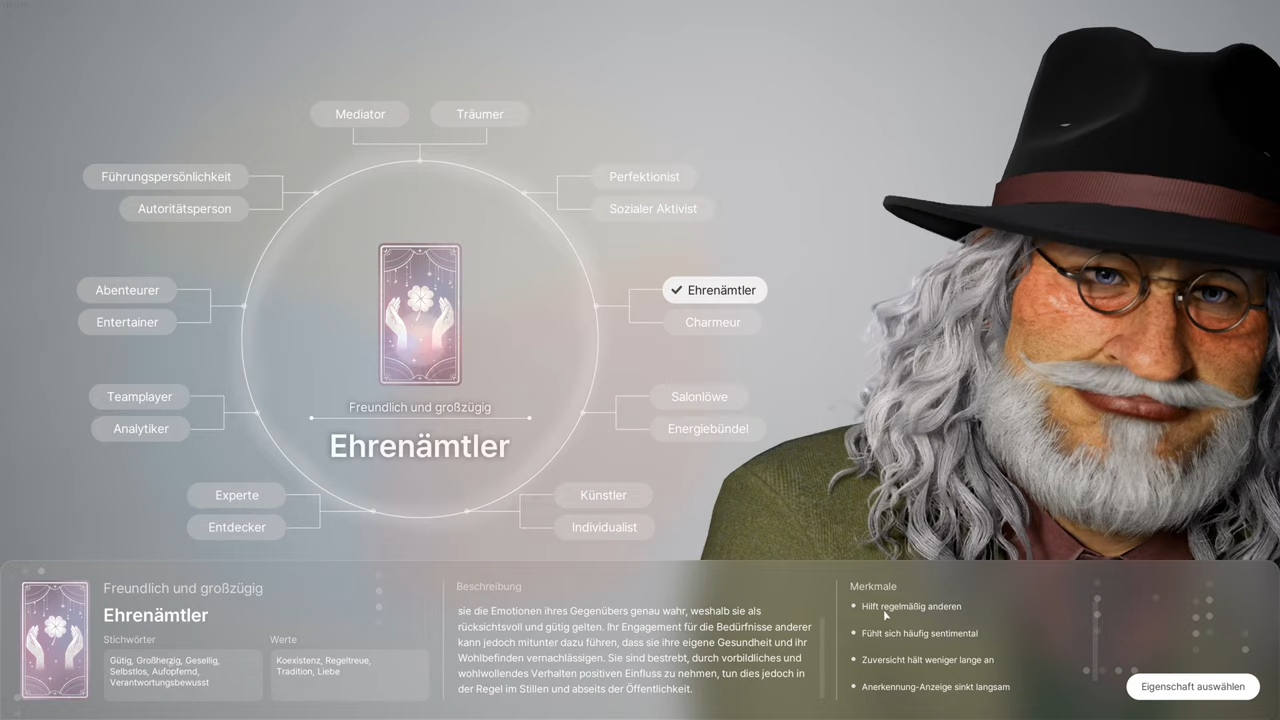 Mediator
Träumer
Führungspersönlichkeit
Autoritätsperson
Perfektionist
Sozialer Aktivist
Abenteurer
Entertainer
Ehrenämtler
Charmeur
Teamplayer
Analytiker
Salonlöwe
Energiebündel
Experte
Entdecker
Künstler
Individualist
Freundlich und großzügig
Ehrenämtler
Freundlich und großzügig
Ehrenämtler
Stichwörter
Gütig, Großherzig, Gesellig,
Selbstlos, Aufopfernd,
Verantwortungsbewusst
Werte
Koexistenz, Regeltreue,
Tradition, Liebe
Beschreibung
sie die Emotionen ihres Gegenübers genau wahr, weshalb sie als
rücksichtsvoll und gütig gelten. Ihr Engagement für die Bedürfnisse anderer
kann jedoch mitunter dazu führen, dass sie ihre eigene Gesundheit und ihr
Wohlbefinden vernachlässigen. Sie sind bestrebt, durch vorbildliches und
wohlwollendes Verhalten positiven Einfluss zu nehmen, tun dies jedoch in
der Regel im Stillen und abseits der Öffentlichkeit.
Merkmale
Hilft regelmäßig anderen
Fühlt sich häufig sentimental
Zuversicht hält weniger lange an
Anerkennung-Anzeige sinkt langsam
Eigenschaft auswählen